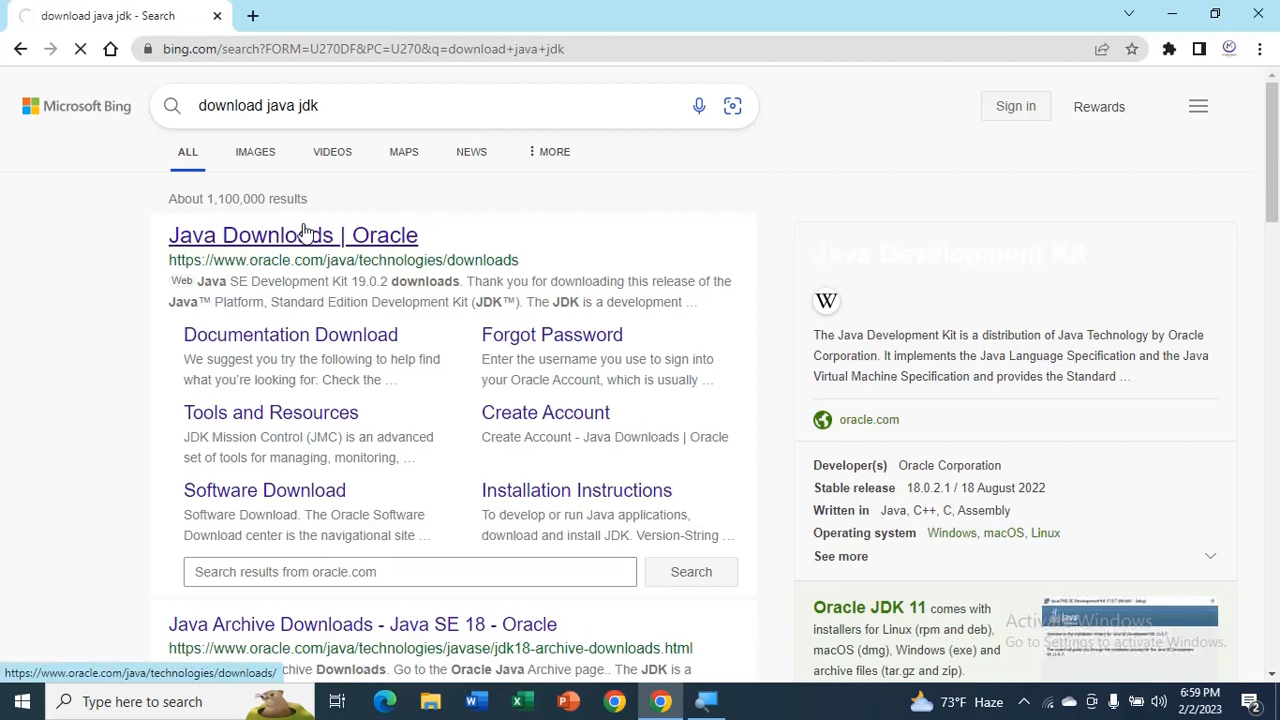 download java jdk - Search
bing.com/search?FORM=U270DF&PC=U270&q=download+java+jdk
Microsoft Bing
download java jdk
Sign in
Rewards
ALL
IMAGES
VIDEOS
MAPS
NEWS
MORE
About 1,100,000 results
Java Downloads | Oracle
https://www.oracle.com/java/technologies/downloads
Web Java SE Development Kit 19.0.2 downloads. Thank you for downloading this release of the
Java™ Platform, Standard Edition Development Kit (JDK™). The JDK is a development ...
Documentation Download
We suggest you try the following to help find
what you're looking for: Check the ...
Forgot Password
Enter the username you use to sign into
your Oracle Account, which is usually ...
Tools and Resources
JDK Mission Control (JMC) is an advanced
set of tools for managing, monitoring, ...
Create Account
Create Account - Java Downloads | Oracle
Software Download
Software Download. The Oracle Software
Download center is the navigational site ...
Installation Instructions
To develop or run Java applications,
download and install JDK. Version-String ...
Search results from oracle.com
Search
Java Archive Downloads - Java SE 18 - Oracle
https://www.oracle.com/technologies/javase/jdk18-archive-downloads.html
Archive Downloads. Go to the Oracle Java Archive page.. The JDK is a
https://www.oracle.com/java/technologies/downloads/
Java Development Kit
W
The Java Development Kit is a distribution of Java Technology by Oracle
Corporation. It implements the Java Language Specification and the Java
Virtual Machine Specification and provides the Standard ...
oracle.com
Developer(s) Oracle Corporation
Stable release 18.0.2.1 / 18 August 2022
Written in Java, C++, C, Assembly
Operating system Windows, macOS, Linux
See more
Oracle JDK 11 comes with
installers for Linux (rpm and deb),
macOS (dmg), Windows (exe) and
archive files (tar.gz and zip).
Java
Activate Windows
Go to Settings to activate Windows.
Type here to search
73°F Haze
6:59 PM
2/2/2023
2